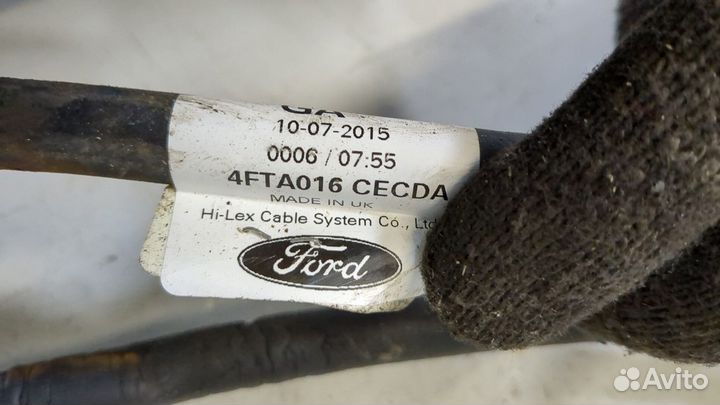 10-07-2015
0006 / 07:55
4FTA016 CECDA
MADE IN UK
Hi-Lex Cable System Co., Ltd
Ford
Avito